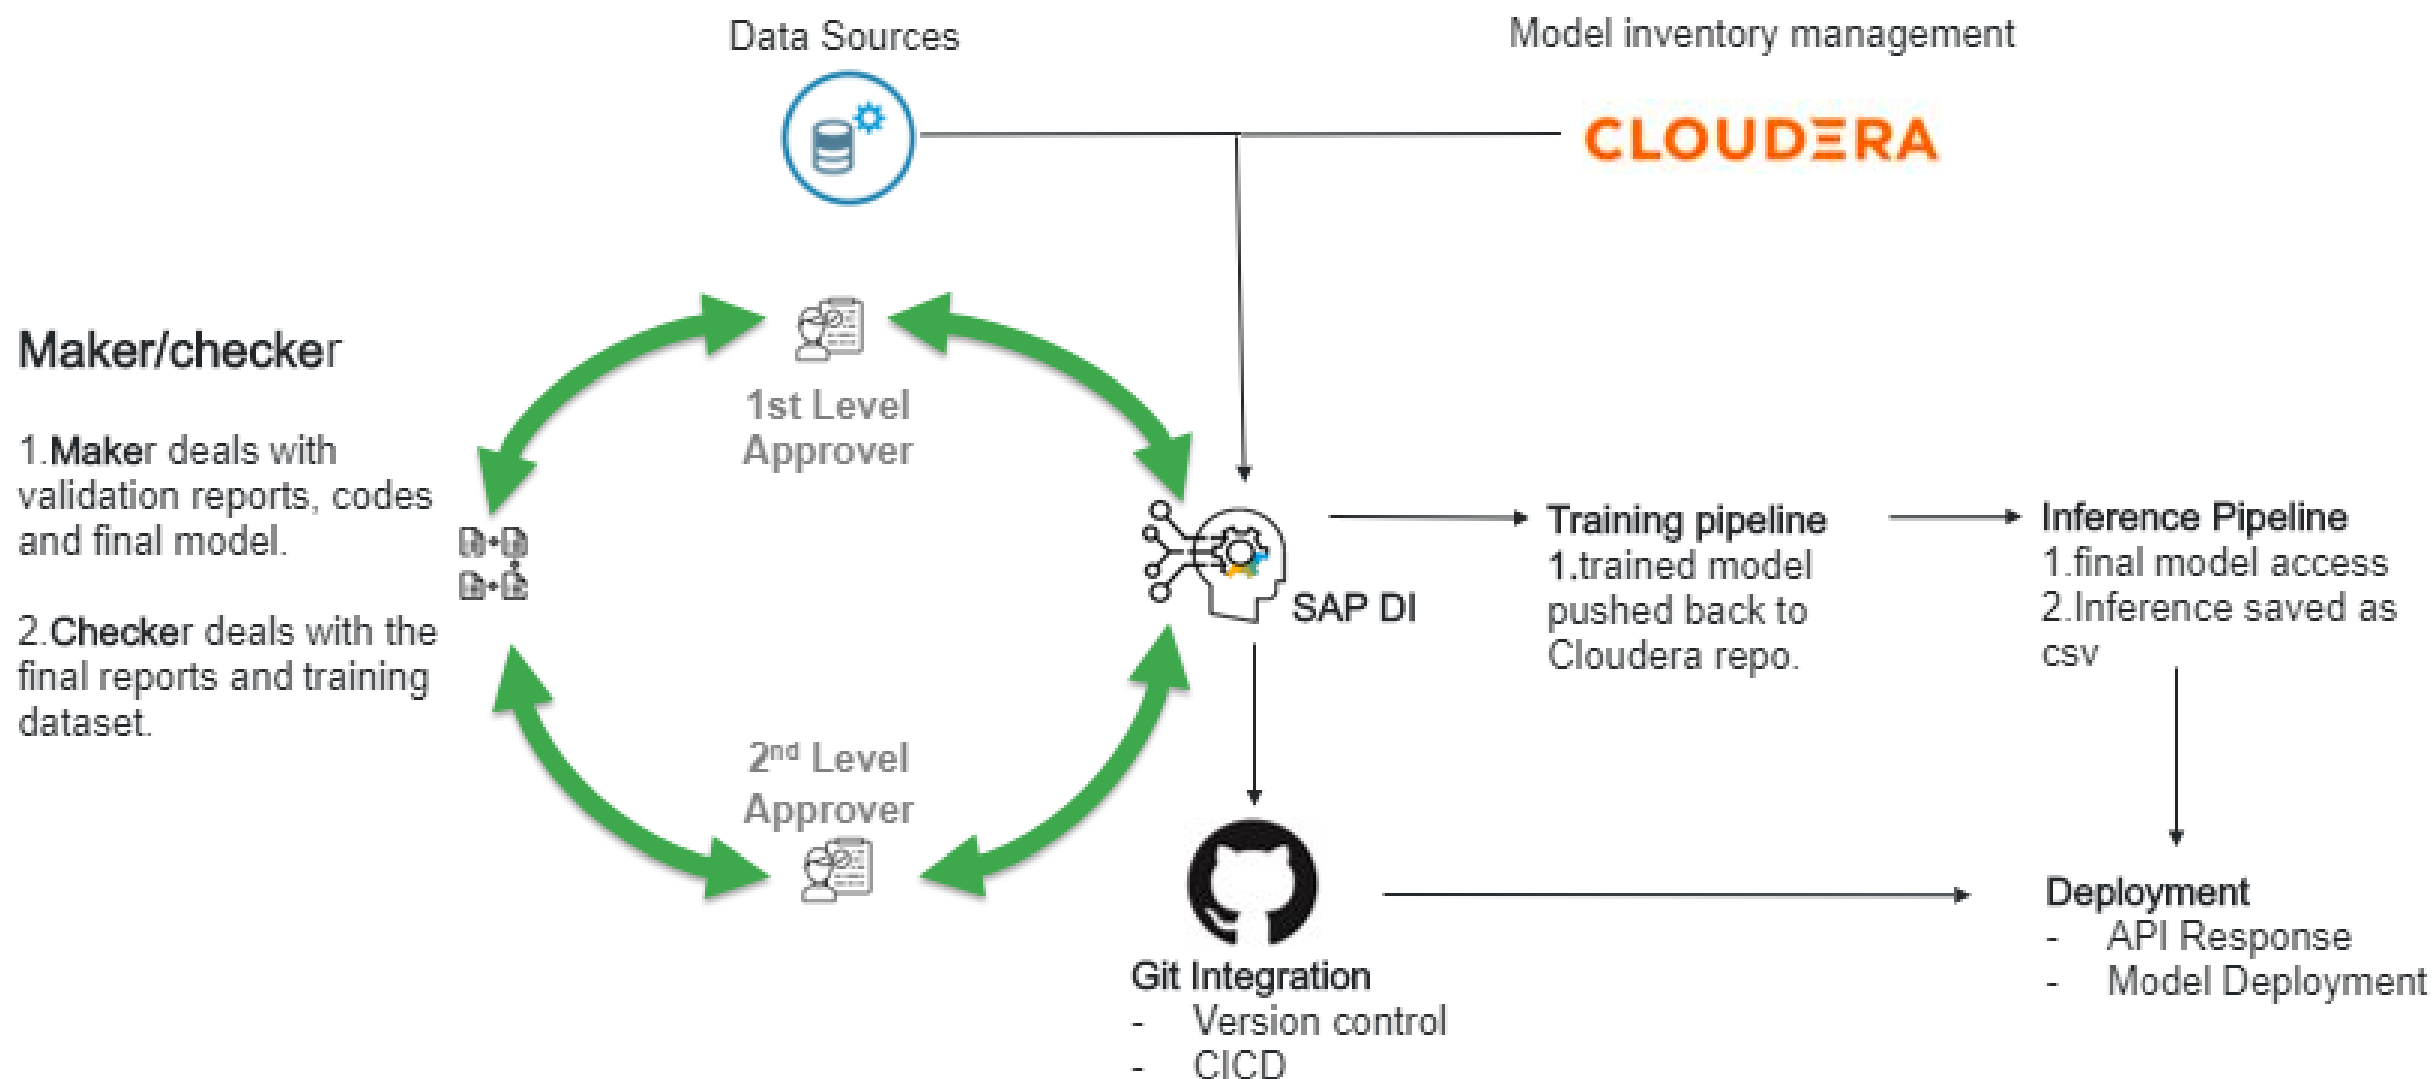 Data Sources
Model inventory management
CLOUDERA
Maker/checker
1.Maker deals with
validation reports, codes
and final model.
2.Checker deals with the
final reports and training
dataset.
1st Level
Approver
2nd Level
Approver
SAP DI
Training pipeline
1.trained model
pushed back to
Cloudera repo.
Inference Pipeline
1.final model access
2.Inference saved as
csv
Git Integration
- Version control
- CICD
Deployment
- API Response
- Model Deployment